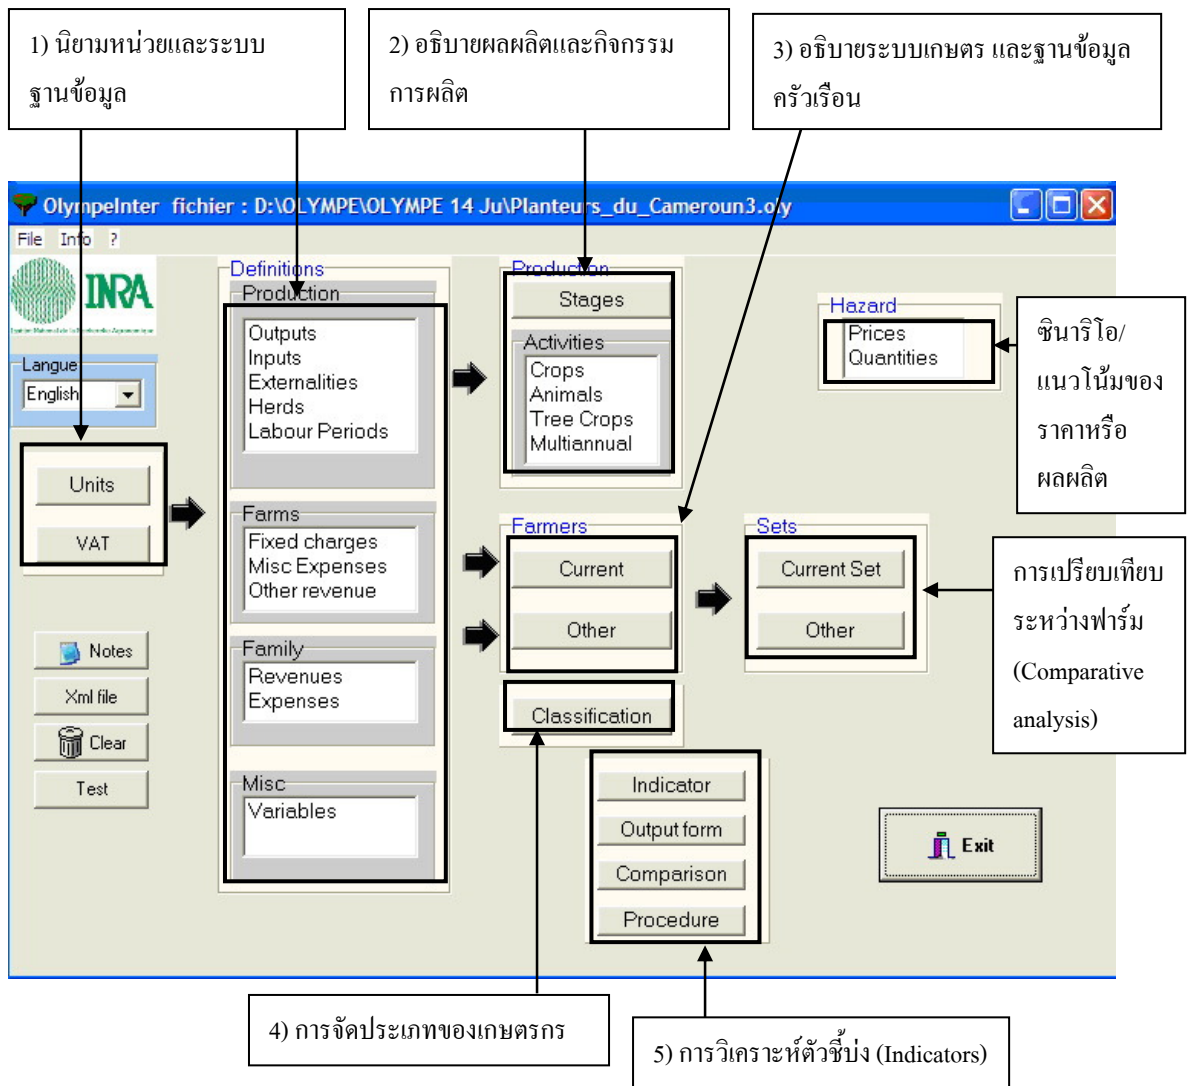 1) นิยามหน่วยและระบบ
ฐานข้อมูล
2) อธิบายผลผลิตและกิจกรรม
การผลิต
3) อธิบายระบบเกษตร และฐานข้อมูล
ครัวเรือน
OlympeInter fichier : D:\OLYMPE\OLYMPE 14 Ju\Planteurs_du_Cameroun3.oly
File Info ?
INRA
Langue
English
Units
VAT
Notes
Xml file
Clear
Test
Definitions
Production
Outputs
Inputs
Externalities
Herds
Labour Periods
Farms
Fixed charges
Misc Expenses
Other revenue
Family
Revenues
Expenses
Misc
Variables
Production
Stages
Activities
Crops
Animals
Tree Crops
Multiannual
Farmers
Current
Other
Classification
Indicator
Output form
Comparison
Procedure
Hazard
Prices
Quantities
Sets
Current Set
Other
Exit
ซินาริโอ/
แนวโน้มของ
ราคาหรือ
ผลผลิต
การเปรียบเทียบ
ระหว่างฟาร์ม
(Comparative
analysis)
4) การจัดประเภทของเกษตรกร
5) การวิเคราะห์ตัวชี้บ่ง (Indicators)